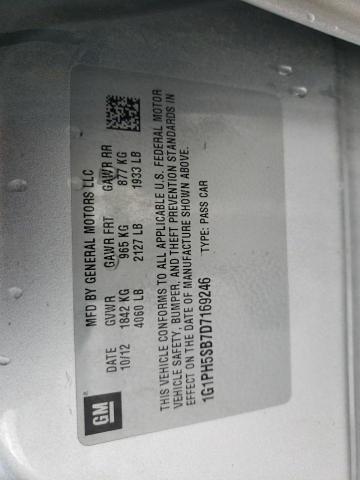 GM
MFD BY GENERAL MOTORS LLC
DATE GVWR GAWR FRT GAWR RR
10/12 1842 KG 965 KG 877 KG
4060 LB 2127 LB 1933 LB
THIS VEHICLE CONFORMS TO ALL APPLICABLE U.S. FEDERAL MOTOR
VEHICLE SAFETY, BUMPER, AND THEFT PREVENTION STANDARDS IN
EFFECT ON THE DATE OF MANUFACTURE SHOWN ABOVE.
1G1PH5SB7D7169246 TYPE: PASS CAR